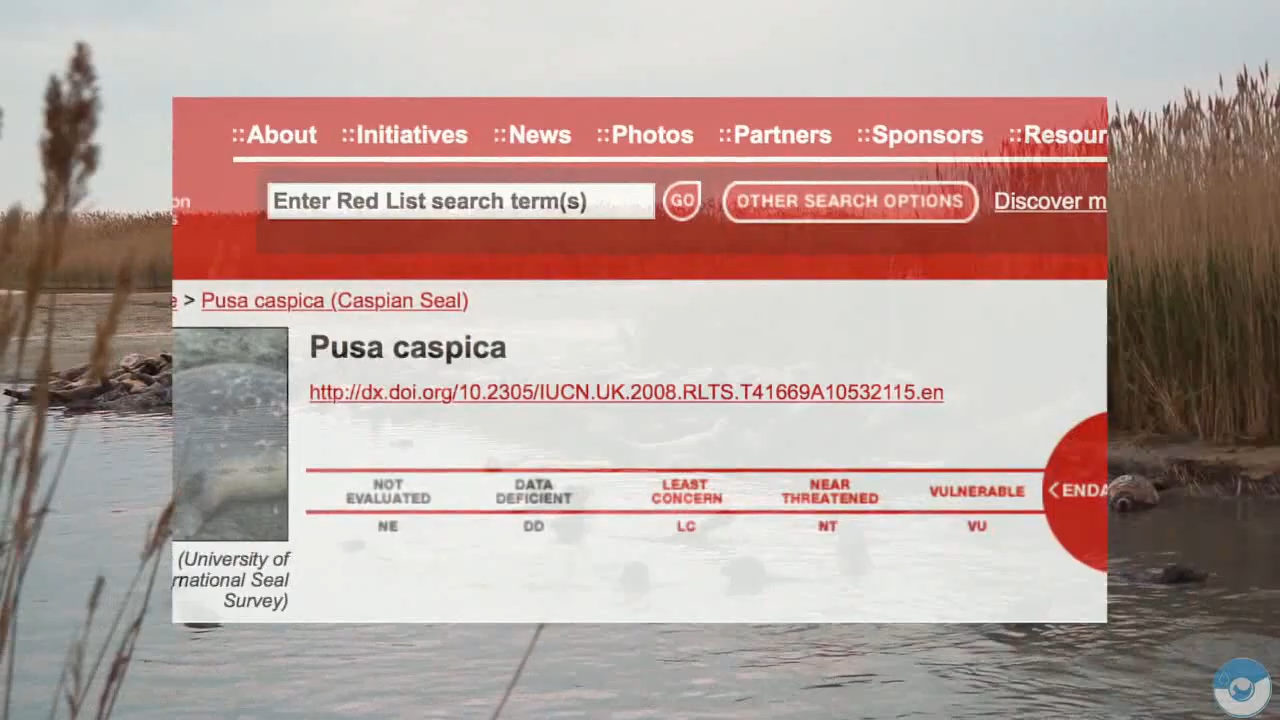 ::About ::Initiatives ::News ::Photos ::Partners ::Sponsors ::Resour
Enter Red List search term(s) GO OTHER SEARCH OPTIONS Discover m
on
> Pusa caspica (Caspian Seal)
Pusa caspica
http://dx.doi.org/10.2305/IUCN.UK.2008.RLTS.T41669A10532115.en
NOT EVALUATED DATA DEFICIENT LEAST CONCERN NEAR THREATENED VULNERABLE <ENDA
NE DD LC NT VU
(University of
rnational Seal
Survey)